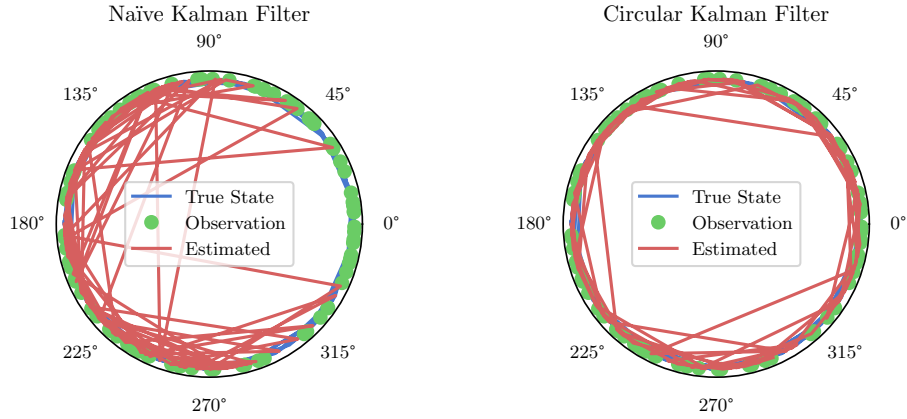 Naïve Kalman Filter
90°
135°
45°
180°
0°
True State
Observation
Estimated
225°
315°
270°
Circular Kalman Filter
90°
135°
45°
180°
0°
True State
Observation
Estimated
225°
315°
270°